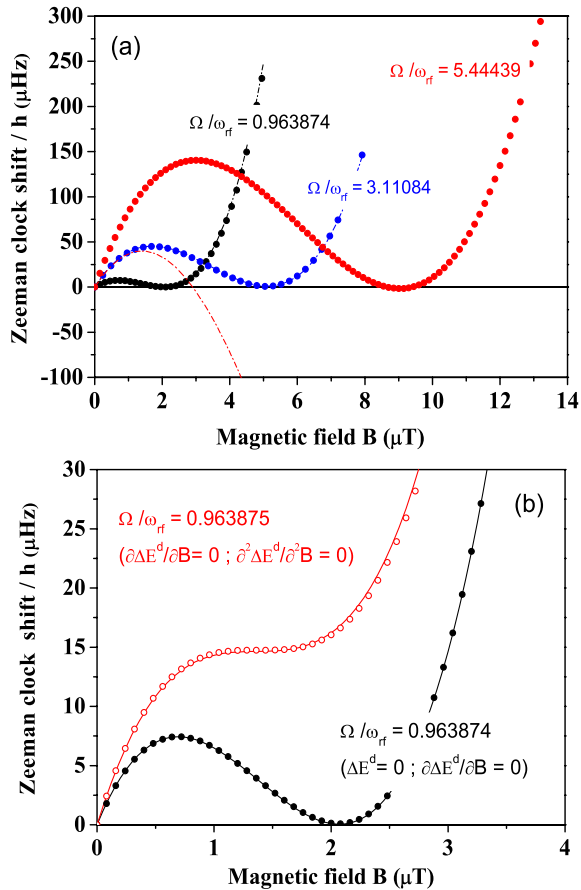 (a)
Zeeman clock shift / h (μHz)
300
250
200
150
100
50
0
-50
-100
Ω /ω_rf = 5.44439
Ω /ω_rf = 0.963874
Ω/ω_rf = 3.11084
0 2 4 6 8 10 12 14
Magnetic field B (μT)
(b)
Zeeman clock shift / h (μHz)
30
25
20
15
10
5
0
Ω /ω_rf = 0.963875
(∂ΔE^d/∂B= 0 ; ∂²ΔE^d/∂²B = 0)
Ω /ω_rf = 0.963874
(ΔE^d= 0 ; ∂ΔE^d/∂B = 0)
0 1 2 3 4
Magnetic field B (μT)